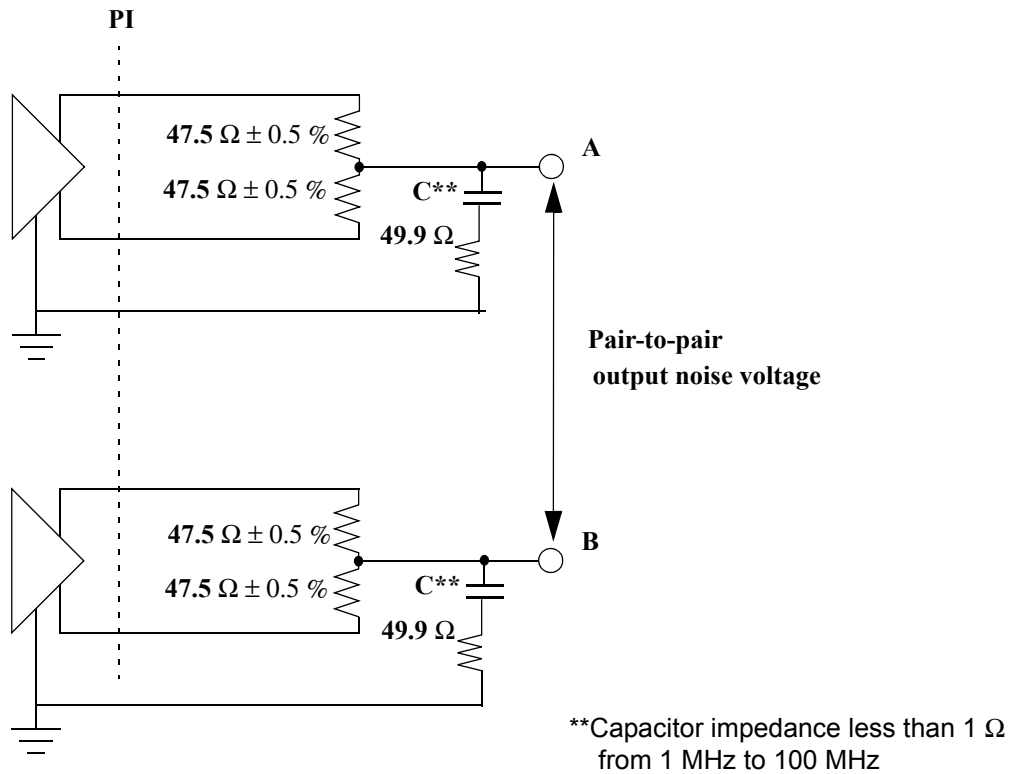 PI
47.5 Ω ± 0.5 %
47.5 Ω ± 0.5 %
A
C**
49.9 Ω
Pair-to-pair
output noise voltage
47.5 Ω ± 0.5 %
47.5 Ω ± 0.5 %
B
C**
49.9 Ω
**Capacitor impedance less than 1 Ω
from 1 MHz to 100 MHz